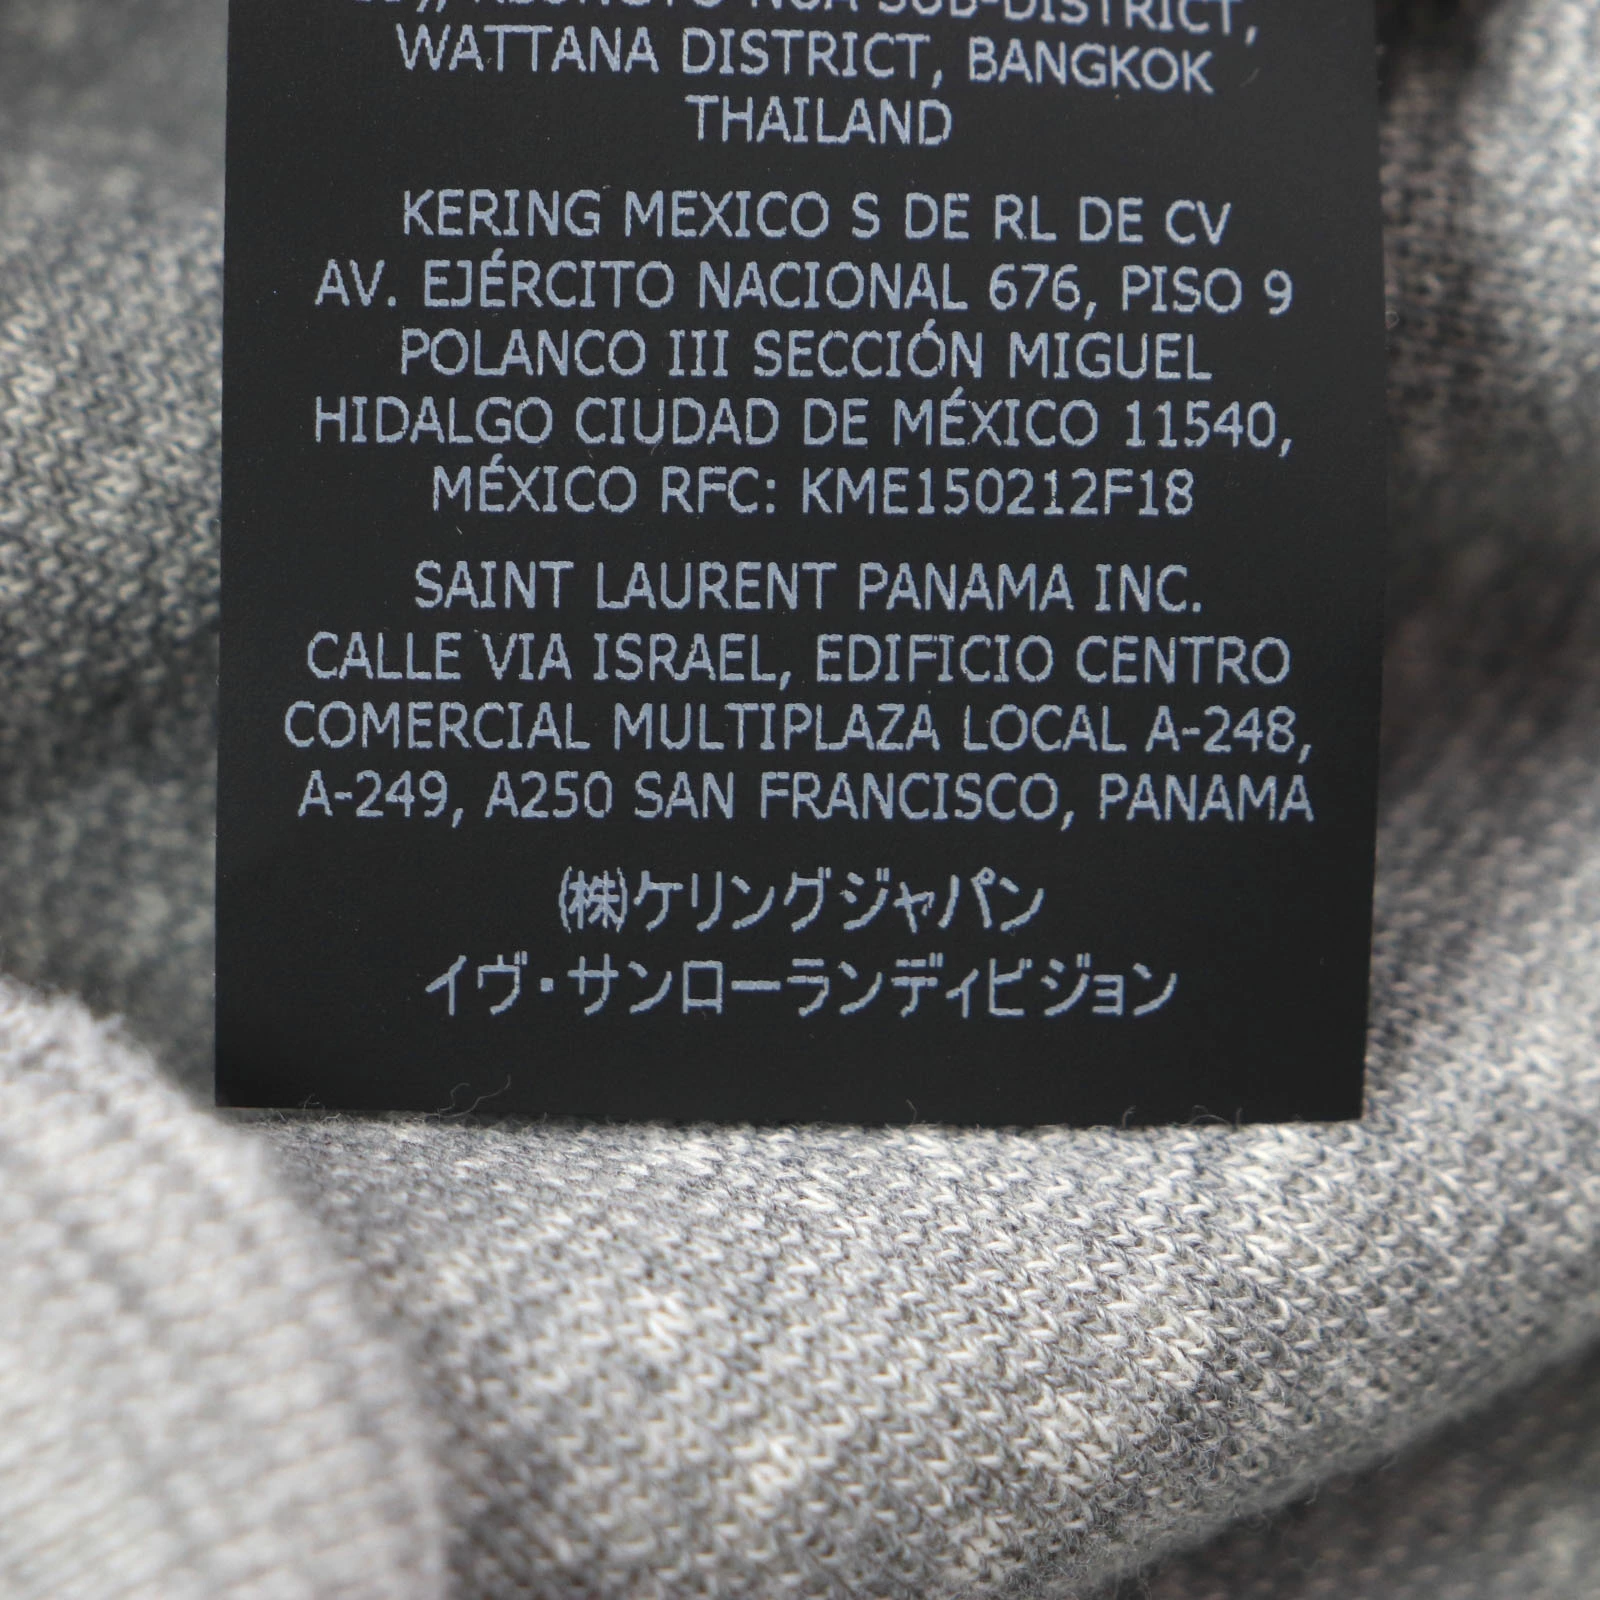 SUB-DISTRICT,
WATTANA DISTRICT, BANGKOK
THAILAND
KERING MEXICO S DE RL DE CV
AV. EJÉRCITO NACIONAL 676, PISO 9
POLANCO III SECCIÓN MIGUEL
HIDALGO CIUDAD DE MÉXICO 11540,
MÉXICO RFC: KME150212F18
SAINT LAURENT PANAMA INC.
CALLE VIA ISRAEL, EDIFICIO CENTRO
COMERCIAL MULTIPLAZA LOCAL A-248,
A-249, A250 SAN FRANCISCO, PANAMA
(株)ケリングジャパン
イヴ・サンローランディビジョン